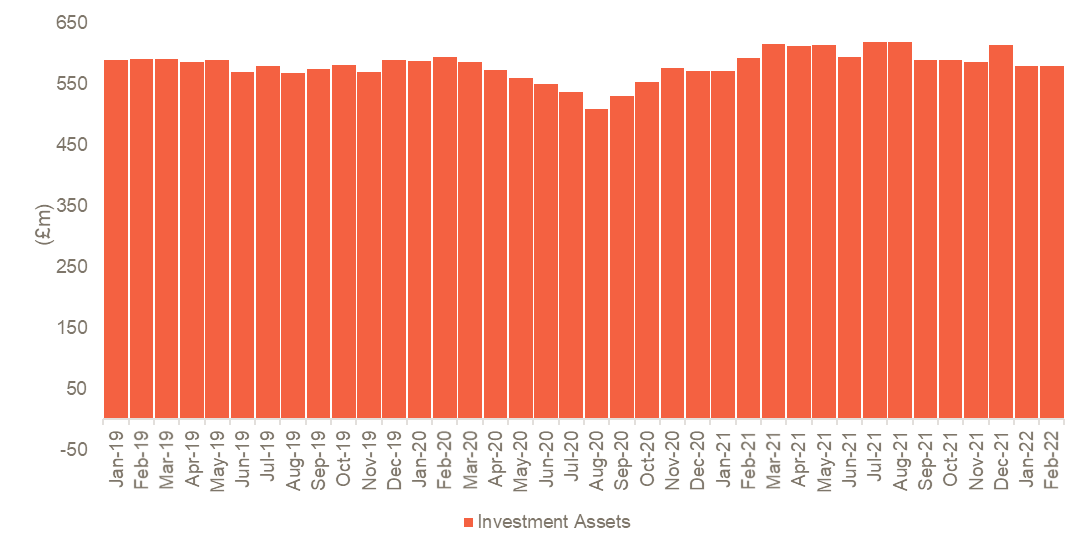 650
550
450
350
250
150
50
-50
(£m)
Jan-19
Feb-19
Mar-19
Apr-19
May-19
Jun-19
Jul-19
Aug-19
Sep-19
Oct-19
Nov-19
Dec-19
Jan-20
Feb-20
Mar-20
Apr-20
May-20
Jun-20
Jul-20
Aug-20
Sep-20
Oct-20
Nov-20
Dec-20
Jan-21
Feb-21
Mar-21
Apr-21
May-21
Jun-21
Jul-21
Aug-21
Sep-21
Oct-21
Nov-21
Dec-21
Jan-22
Feb-22
Investment Assets